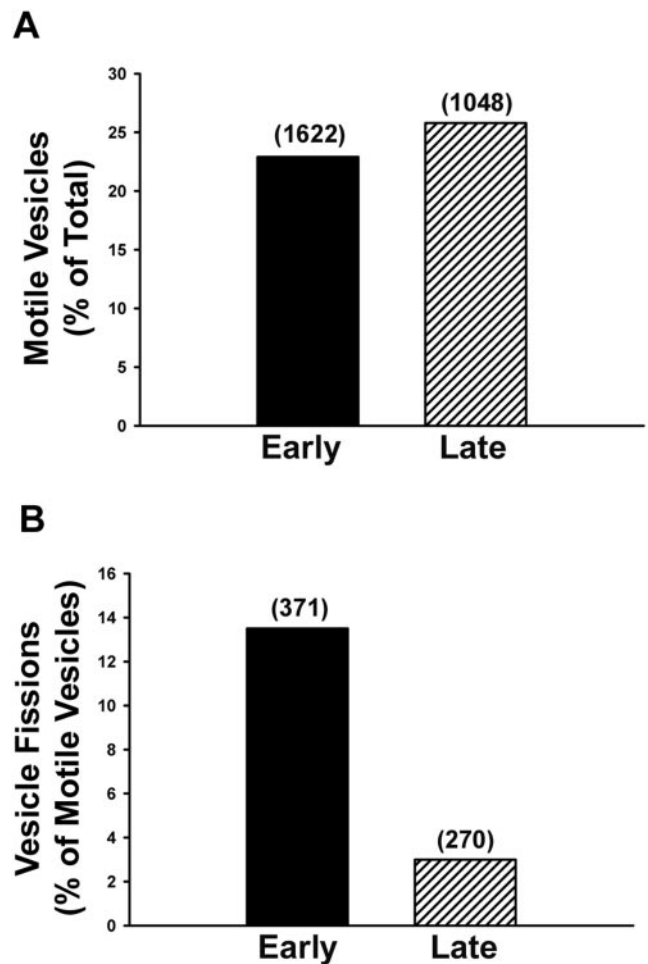 A
Motile Vesicles
(% of Total)
30
25
20
15
10
5
0
(1622)
(1048)
Early
Late
B
Vesicle Fissions
(% of Motile Vesicles)
16
14
12
10
8
6
4
2
0
(371)
(270)
Early
Late